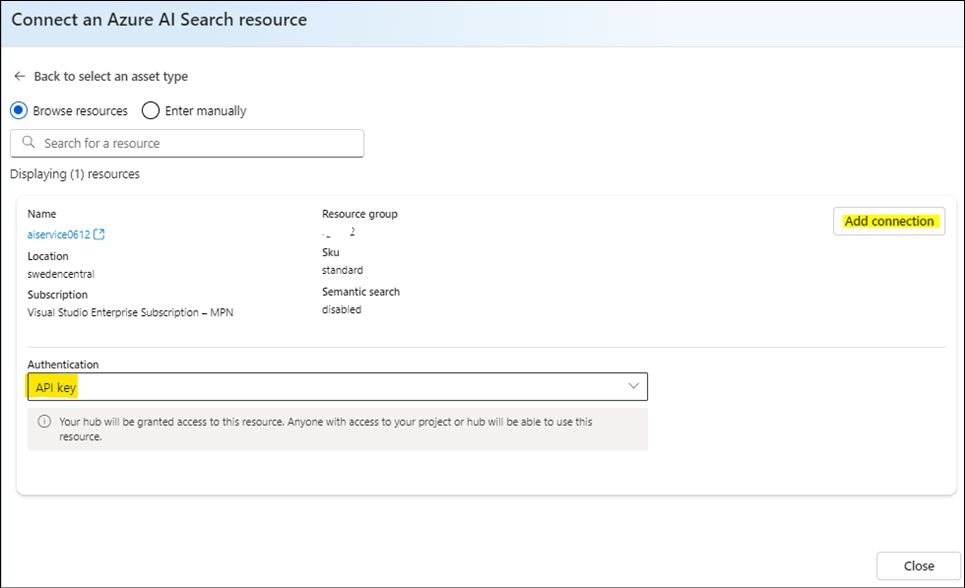 Connect an Azure AI Search resource
Back to select an asset type
Browse resources Enter manually
Search for a resource
Displaying (1) resources
Name
aiservice0612
Location
swedencentral
Subscription
Visual Studio Enterprise Subscription – MPN
Resource group
Sku
standard
Semantic search
disabled
Add connection
Authentication
API key
Your hub will be granted access to this resource. Anyone with access to your project or hub will be able to use this
resource.
Close